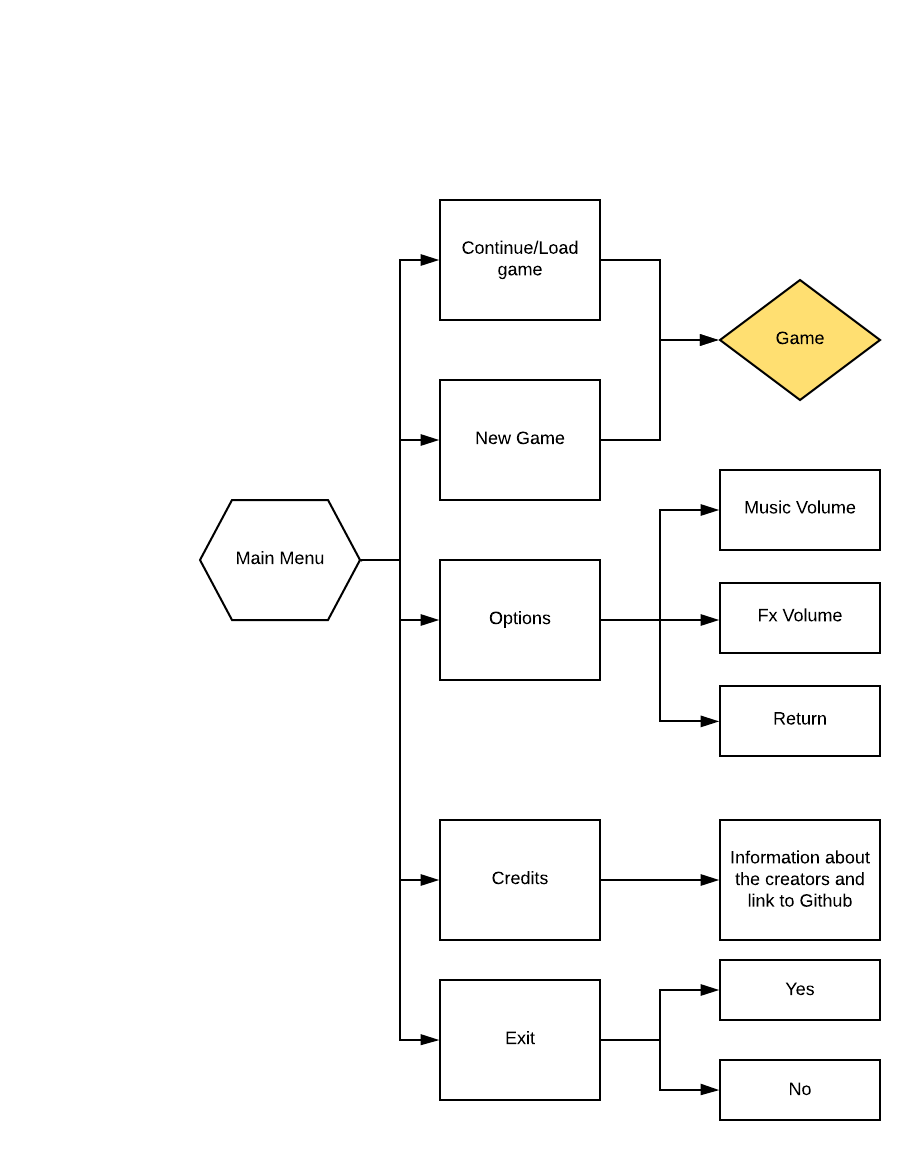 Continue/Load
game
Game
New Game
Music Volume
Main Menu
Options
Fx Volume
Return
Credits
Information about
the creators and
link to Github
Yes
Exit
No